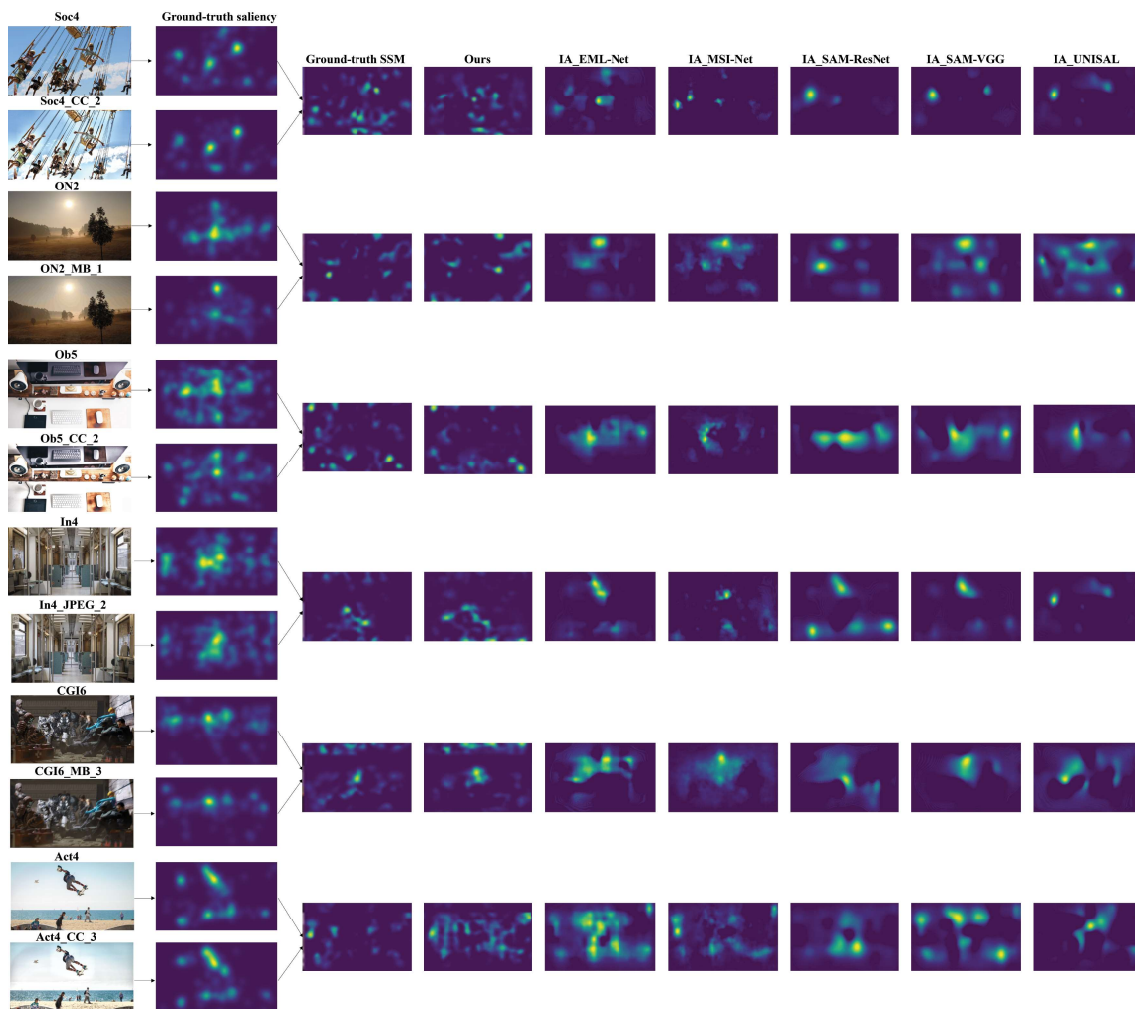 Soc4
Ground-truth saliency
Ground-truth SSM
Ours
IA_EML-Net
IA_MSI-Net
IA_SAM-ResNet
IA_SAM-VGG
IA_UNISAL
Soc4_CC_2
ON2
ON2_MB_1
Ob5
Ob5_CC_2
In4
In4_JPEG_2
CGI6
CGI6_MB_3
Act4
Act4_CC_3